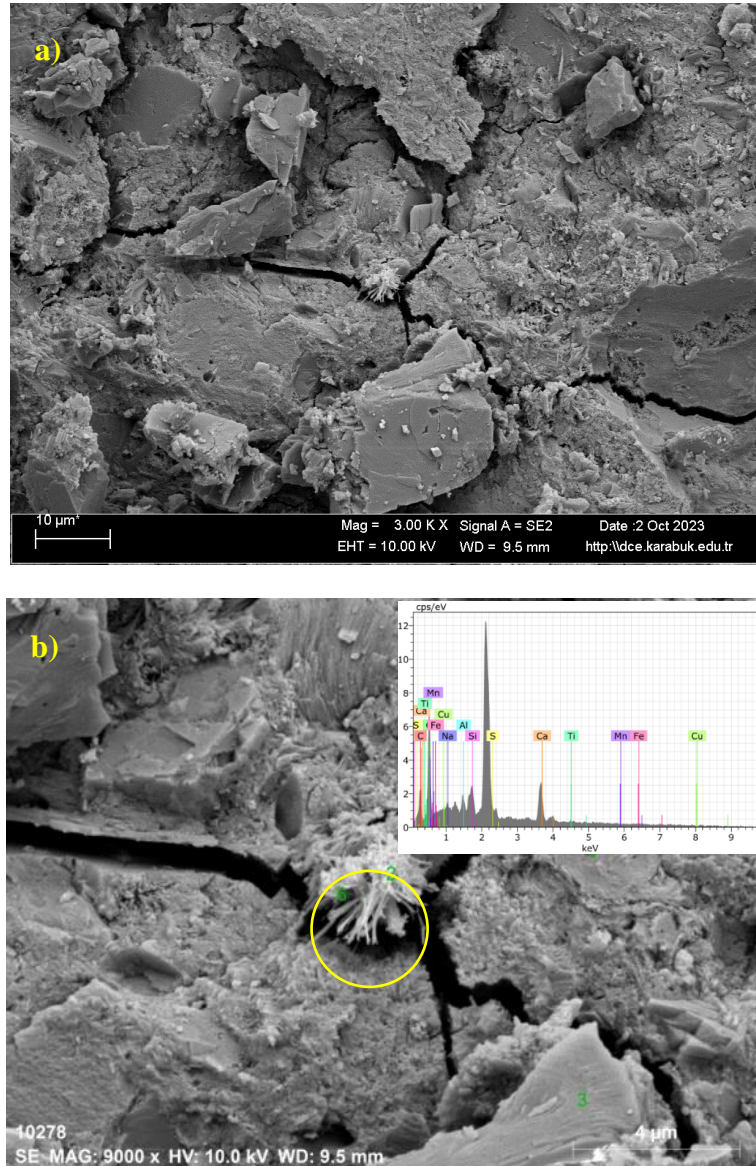 a)
10 µm*
Mag = 3.00 K X Signal A = SE2 Date :2 Oct 2023
EHT = 10.00 kV WD = 9.5 mm http:\\dce.karabuk.edu.tr
b)
cps/eV
12
10
8
6
4
2
0
Mn
Ti
Ca
Cu
S Fe Al
C Na Si S Ca Ti Mn Fe Cu
1 2 3 4 5 6 7 8 9
keV
2
6
3
10278
4 µm
SE MAG: 9000 x HV: 10.0 kV WD: 9.5 mm